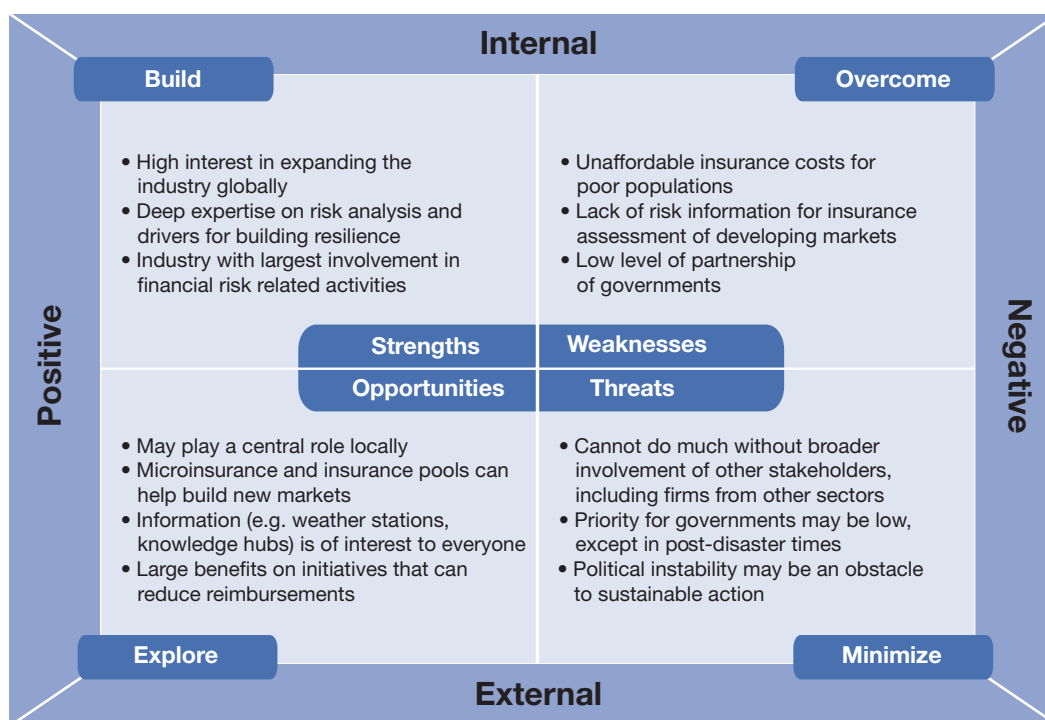 Internal
Build
Overcome
• High interest in expanding the
industry globally
• Deep expertise on risk analysis and
drivers for building resilience
• Industry with largest involvement in
financial risk related activities
• Unaffordable insurance costs for
poor populations
• Lack of risk information for insurance
assessment of developing markets
• Low level of partnership
of governments
Positive
Negative
Strengths
Weaknesses
Opportunities
Threats
• May play a central role locally
• Microinsurance and insurance pools can
help build new markets
• Information (e.g. weather stations,
knowledge hubs) is of interest to everyone
• Large benefits on initiatives that can
reduce reimbursements
• Cannot do much without broader
involvement of other stakeholders,
including firms from other sectors
• Priority for governments may be low,
except in post-disaster times
• Political instability may be an obstacle
to sustainable action
Explore
Minimize
External